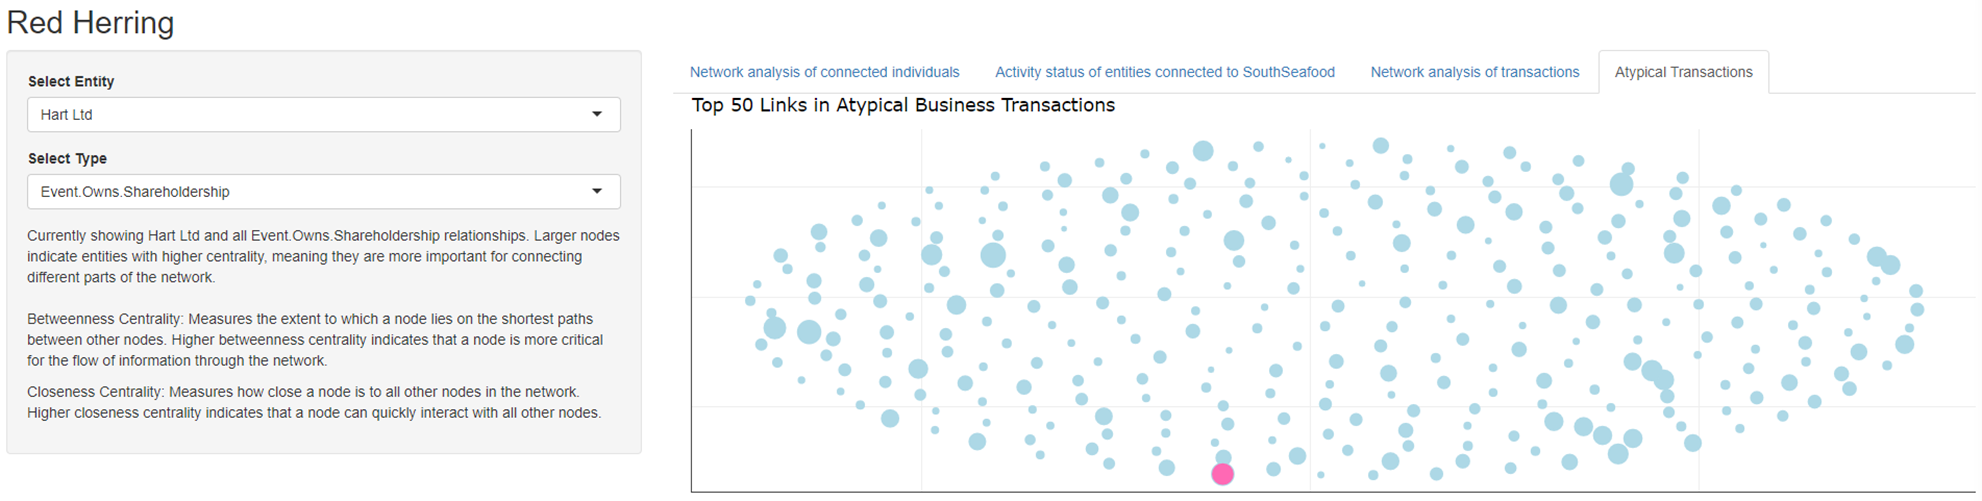 Red Herring
Select Entity
Hart Ltd
Select Type
Event.Owns.Shareholdership
Currently showing Hart Ltd and all Event.Owns.Shareholdership relationships. Larger nodes
indicate entities with higher centrality, meaning they are more important for connecting
different parts of the network.
Betweenness Centrality: Measures the extent to which a node lies on the shortest paths
between other nodes. Higher betweenness centrality indicates that a node is more critical
for the flow of information through the network.
Closeness Centrality: Measures how close a node is to all other nodes in the network.
Higher closeness centrality indicates that a node can quickly interact with all other nodes.
Network analysis of connected individuals
Activity status of entities connected to SouthSeafood
Network analysis of transactions
Atypical Transactions
Top 50 Links in Atypical Business Transactions